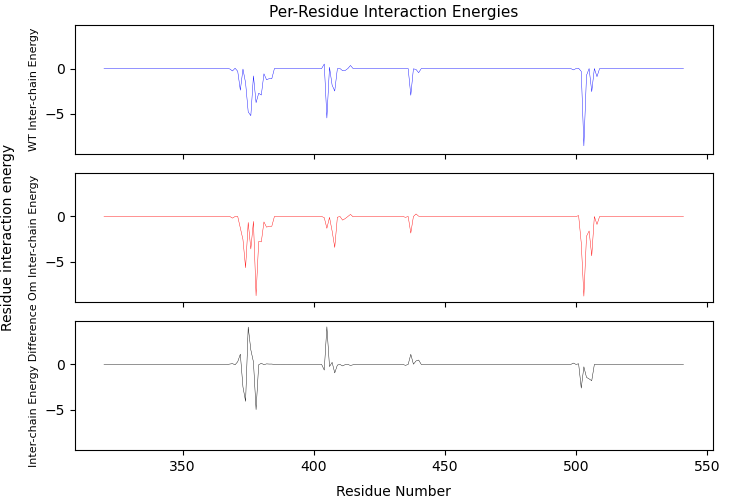 Per-Residue Interaction Energies
Residue interaction energy
WT Inter-chain Energy
0
−5
Om Inter-chain Energy
0
−5
Inter-chain Energy Difference
0
−5
350
400
450
500
550
Residue Number